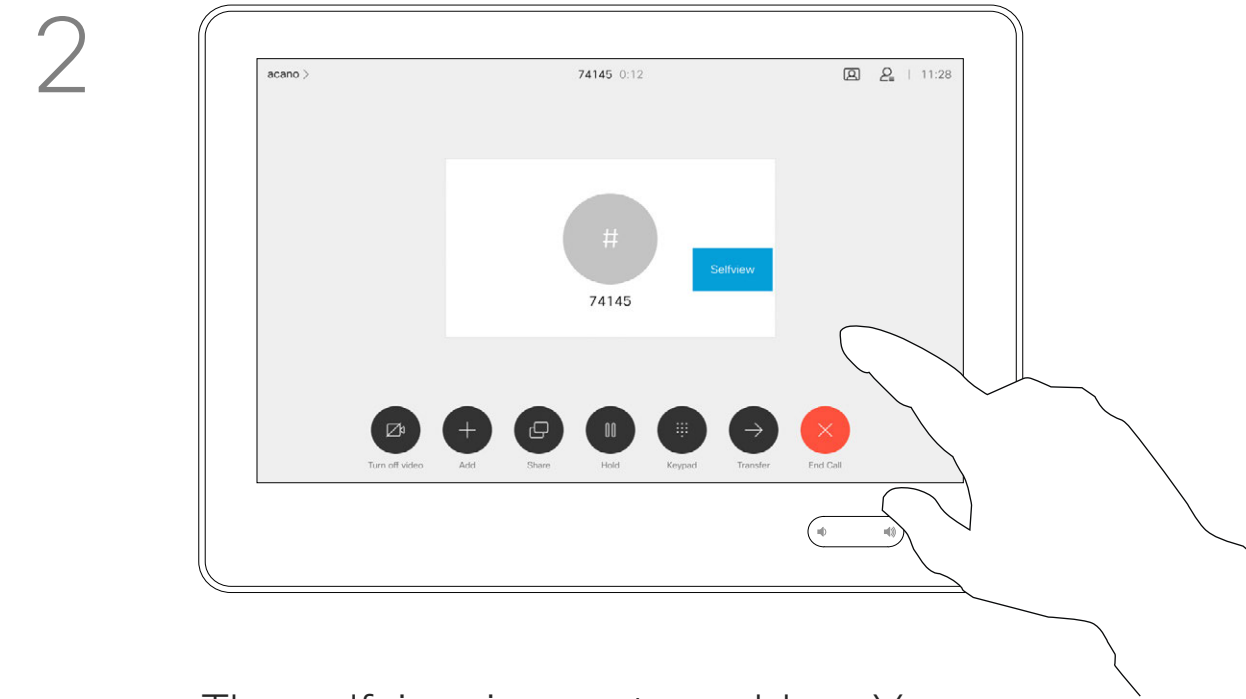 2
acano >
74145 0:12
| 11:28
#
74145
Selfview
Turn off video
Add
Share
Hold
Keypad
Transfer
End Call